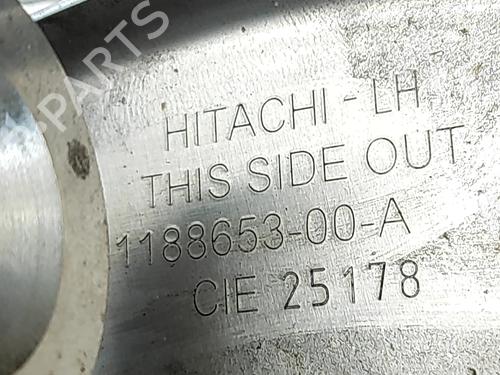 HITACHI - LH
THIS SIDE OUT
1188653-00-A
CIE 25178